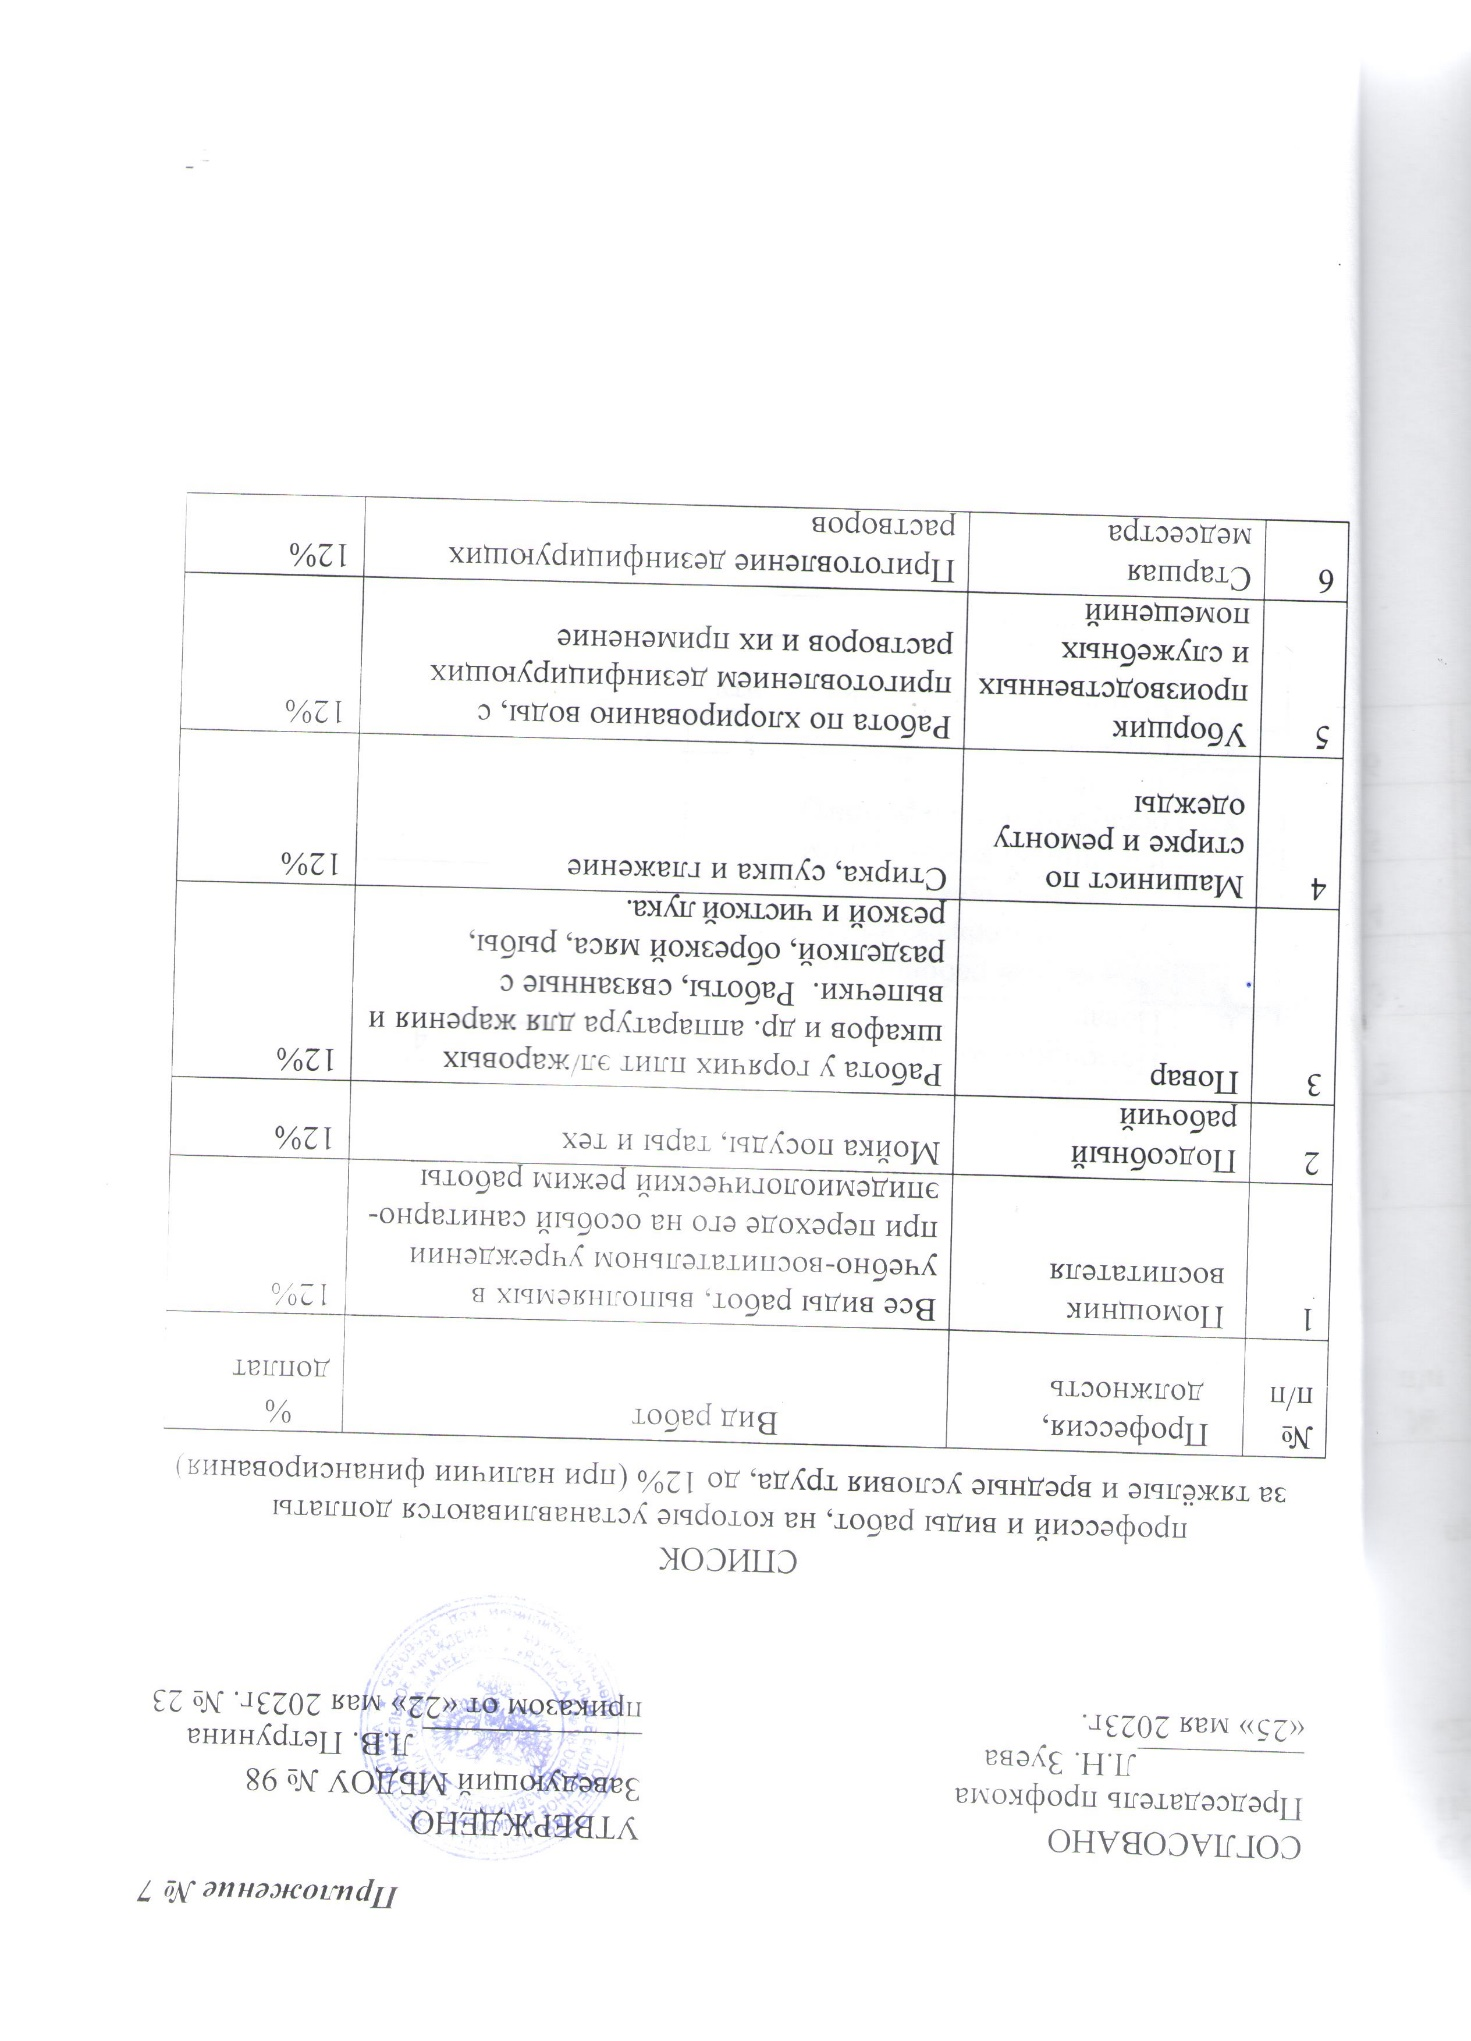 Приложение № 7
СОГЛАСОВАНО
Председатель профкома
Л.Н. Зуева
«25» мая 2023г.
УТВЕРЖДЕНО
Заведующий МБДОУ № 98
Л.В. Петрунина
приказом от «22» мая 2023г. № 23
СПИСОК
профессий и виды работ, на которые устанавливаются доплаты
за тяжёлые и вредные условия труда, до 12% (при наличии финансирования)
№
п/п
Профессия,
должность
Вид работ
%
доплат
1
Помощник
воспитателя
Все виды работ, выполняемых в
учебно-воспитательном учреждении
при переходе его на особый санитарно-
эпидемиологический режим работы
12%
2
Подсобный
рабочий
Мойка посуды, тары и тех
12%
3
Повар
Работа у горячих плит эл/жаровых
шкафов и др. аппаратура для жарения и
выпечки. Работы, связанные с
разделкой, обрезкой мяса, рыбы,
резкой и чисткой лука.
12%
4
Машинист по
стирке и ремонту
одежды
Стирка, сушка и глажение
12%
5
Уборщик
производственных
и служебных
помещений
Работа по хлорированию воды, с
приготовлением дезинфицирующих
растворов и их применение
12%
6
Старшая
медсестра
Приготовление дезинфицирующих
растворов
12%